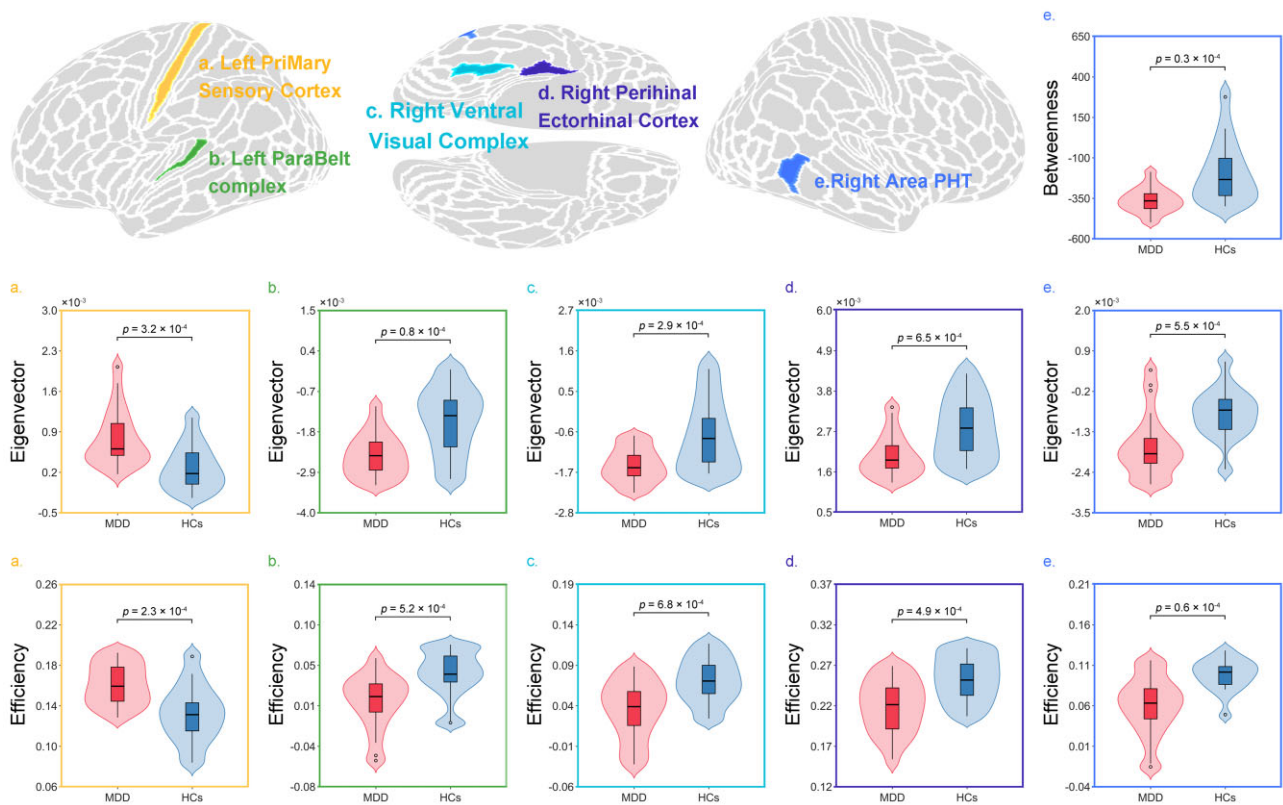 a. Left PriMary
Sensory Cortex
b. Left ParaBelt
complex
c. Right Ventral
Visual Complex
d. Right Perihinal
Ectorhinal Cortex
e.Right Area PHT
e.
650
400
150
-100
-350
-600
Betweenness
p = 0.3 × 10⁻⁴
MDD HCs
a.
×10⁻³
3.0
2.3
1.6
0.9
0.2
-0.5
Eigenvector
p = 3.2 × 10⁻⁴
MDD HCs
b.
×10⁻³
1.5
0.4
-0.7
-1.8
-2.9
-4.0
Eigenvector
p = 0.8 × 10⁻⁴
MDD HCs
c.
×10⁻³
2.7
1.6
0.5
-0.6
-1.7
-2.8
Eigenvector
p = 2.9 × 10⁻⁴
MDD HCs
d.
×10⁻³
6.0
4.9
3.8
2.7
1.6
0.5
Eigenvector
p = 6.5 × 10⁻⁴
MDD HCs
e.
×10⁻³
2.0
0.9
-0.2
-1.3
-2.4
-3.5
Eigenvector
p = 5.5 × 10⁻⁴
MDD HCs
a.
0.26
0.22
0.18
0.14
0.10
0.06
Efficiency
p = 2.3 × 10⁻⁴
MDD HCs
b.
0.14
0.10
0.05
0.01
-0.04
-0.08
Efficiency
p = 5.2 × 10⁻⁴
MDD HCs
c.
0.19
0.14
0.09
0.04
-0.01
-0.06
Efficiency
p = 6.8 × 10⁻⁴
MDD HCs
d.
0.37
0.32
0.27
0.22
0.17
0.12
Efficiency
p = 4.9 × 10⁻⁴
MDD HCs
e.
0.21
0.16
0.11
0.06
0.01
-0.04
Efficiency
p = 0.6 × 10⁻⁴
MDD HCs